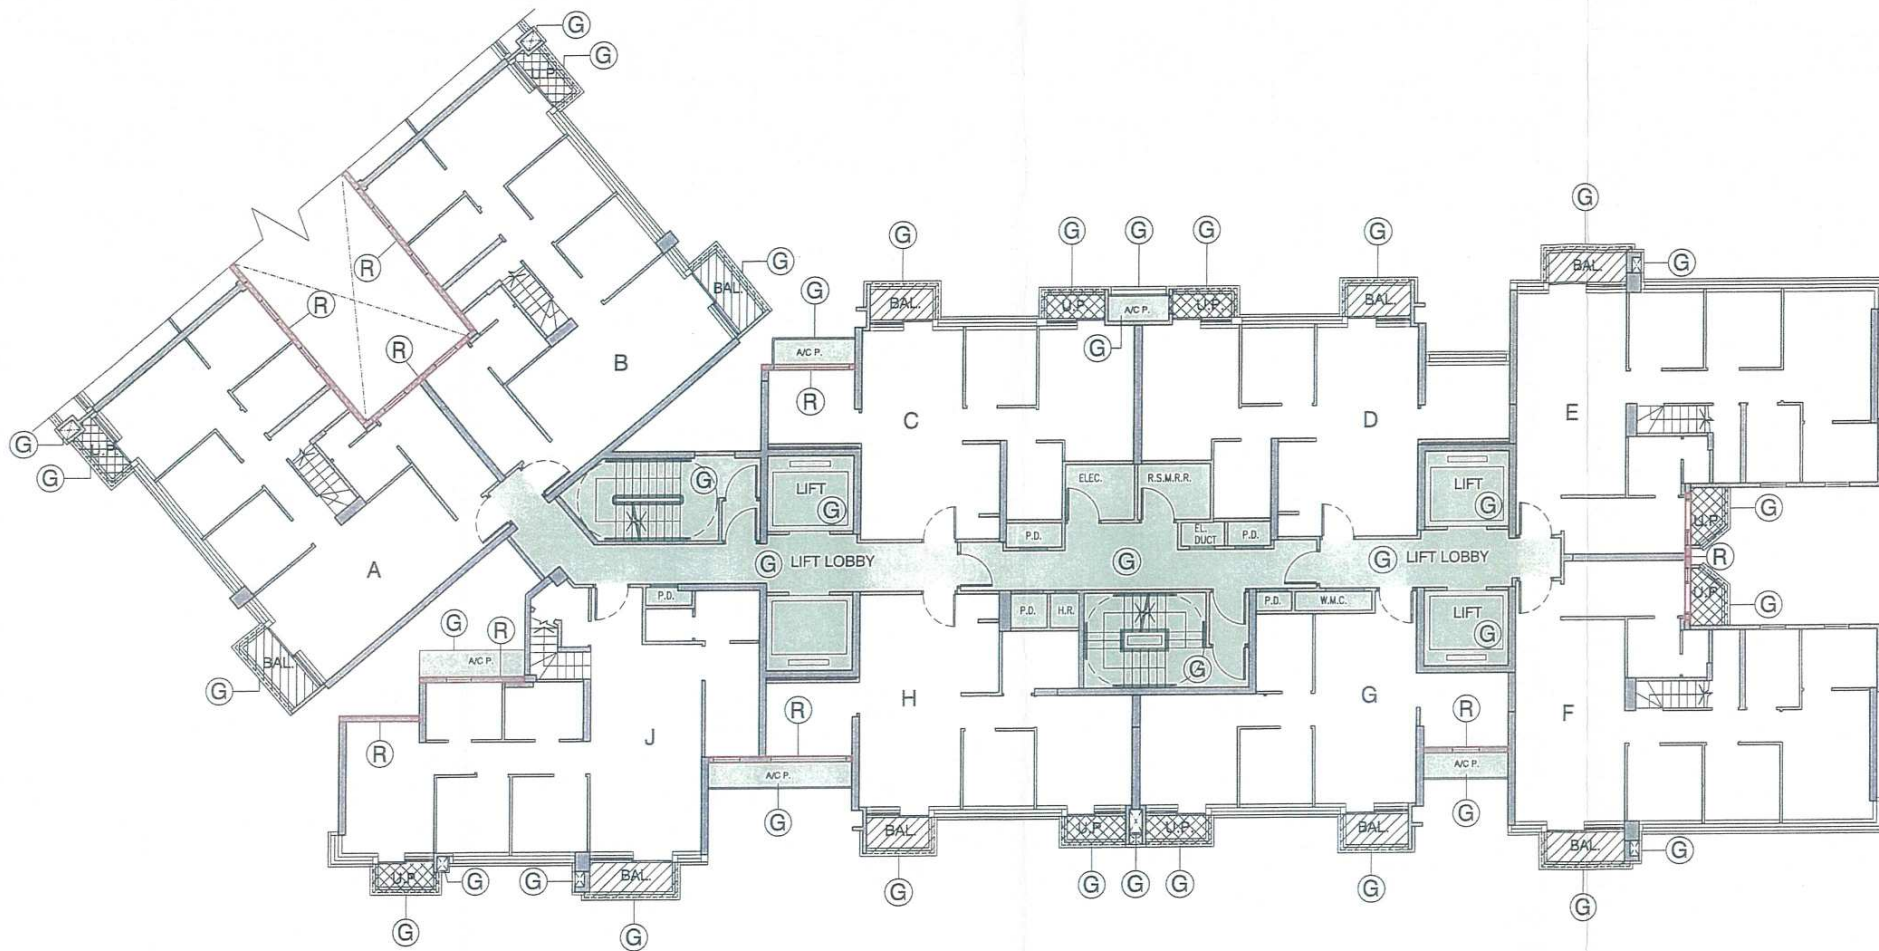 G
G
U.P.
G
R
BAL.
G
R
R
B
G
G
G
G
G
G
G
BAL.
G
BAL.
U.P.
A/C P.
U.P.
BAL.
A/C P.
G
R
C
D
E
G
G
U.P.
A
BAL.
G
G
LIFT
G
ELEC.
R.S.M.R.R.
LIFT
G
U.P.
G
P.D.
EL.
DUCT
P.D.
G
LIFT LOBBY
G
G
LIFT LOBBY
R
P.D.
P.D.
H.R.
P.D.
W.M.C.
LIFT
G
U.P.
G
G
R
A/C P.
G
R
J
R
H
G
R
F
A/C P.
G
A/C P.
G
BAL.
U.P.
U.P.
BAL.
BAL.
G
U.P.
G
G
BAL.
G
G
G
G
G
G
G
G
G